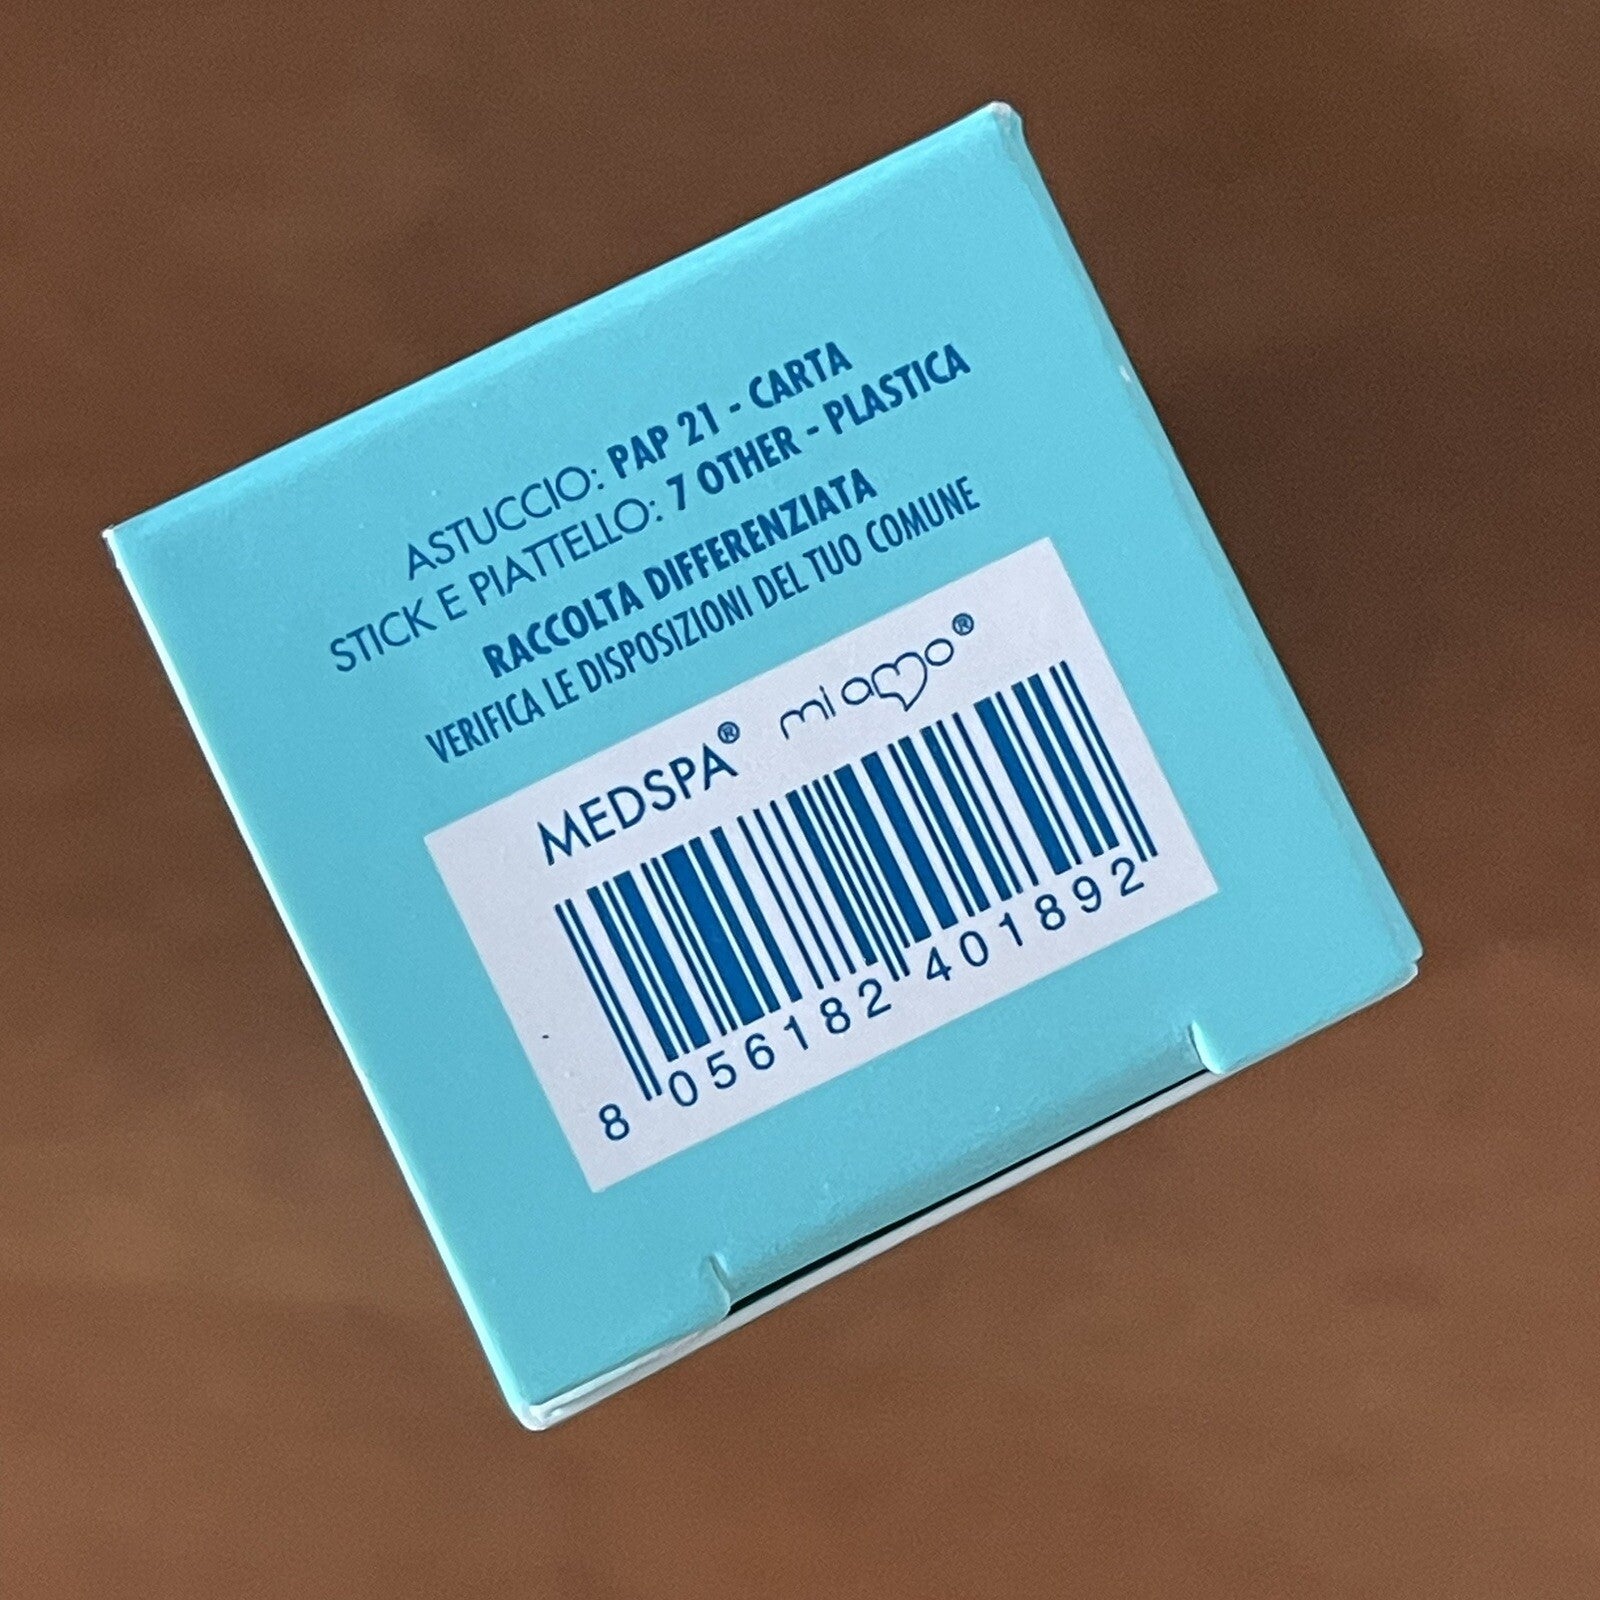 ASTUCCIO: PAP 21 - CARTA
STICK E PIATTELLO: 7 OTHER - PLASTICA
RACCOLTA DIFFERENZIATA
VERIFICA LE DISPOSIZIONI DEL TUO COMUNE
MEDSPA® miamo®
8 056182 401892